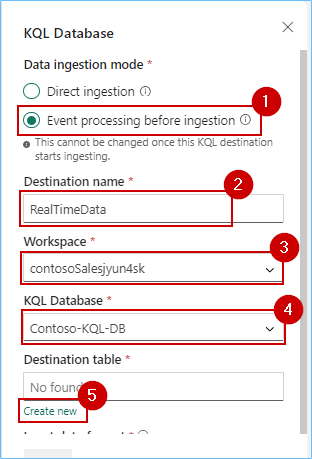 KQL Database
Data ingestion mode *
Direct ingestion
1
Event processing before ingestion
This cannot be changed once this KQL destination
starts ingesting.
Destination name *
2
RealTimeData
Workspace *
3
contosoSalesjyun4sk
KQL Database *
4
Contoso-KQL-DB
Destination table *
No found
5
Create new